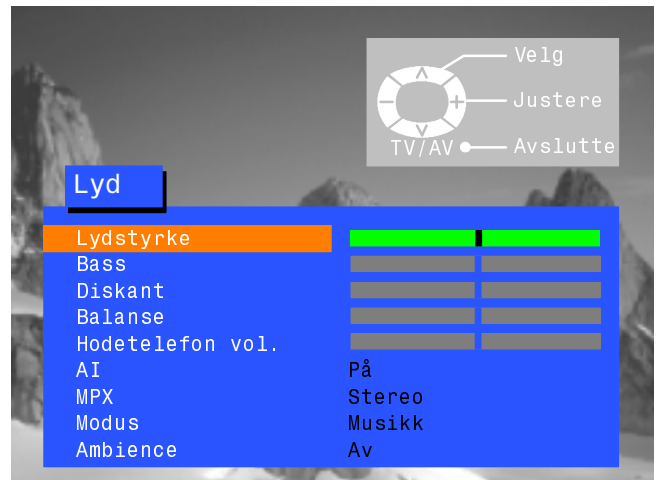 Velg
Justere
TV/AV Avslutte
Lyd
Lydstyrke
Bass
Diskant
Balanse
Hodetelefon vol.
AI På
MPX Stereo
Modus Musikk
Ambience Av